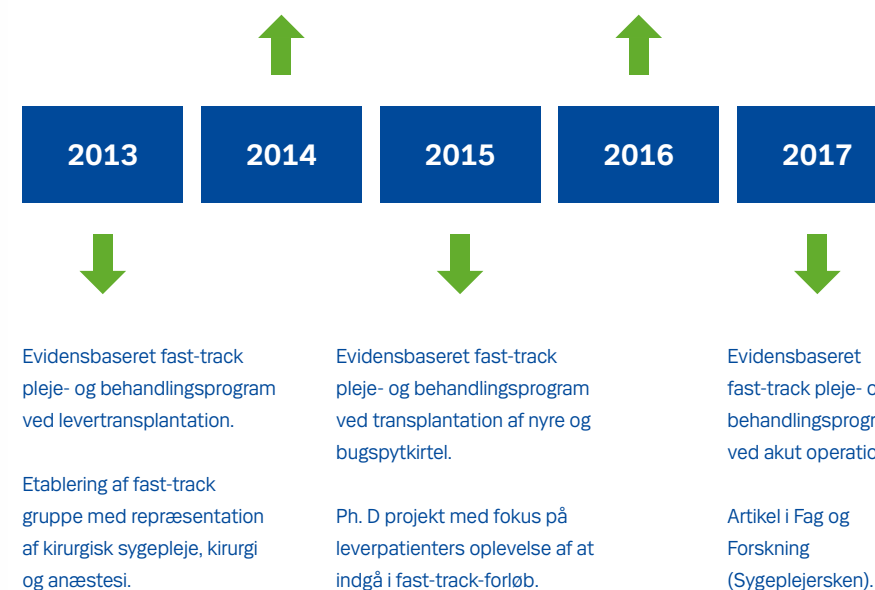 2013
2014
2015
2016
2017
Evidensbaseret fast-track
pleje- og behandlingsprogram
ved levertransplantation.
Etablering af fast-track
gruppe med repræsentation
af kirurgisk sygepleje, kirurgi
og anæstesi.
Evidensbaseret fast-track
pleje- og behandlingsprogram
ved transplantation af nyre og
bugspytkirtel.
Ph. D projekt med fokus på
leverpatienters oplevelse af at
indgå i fast-track-forløb.
Evidensbaseret
fast-track pleje-
ved akut
Artikel i Fag og
Forskning
(Sygeplejersken).